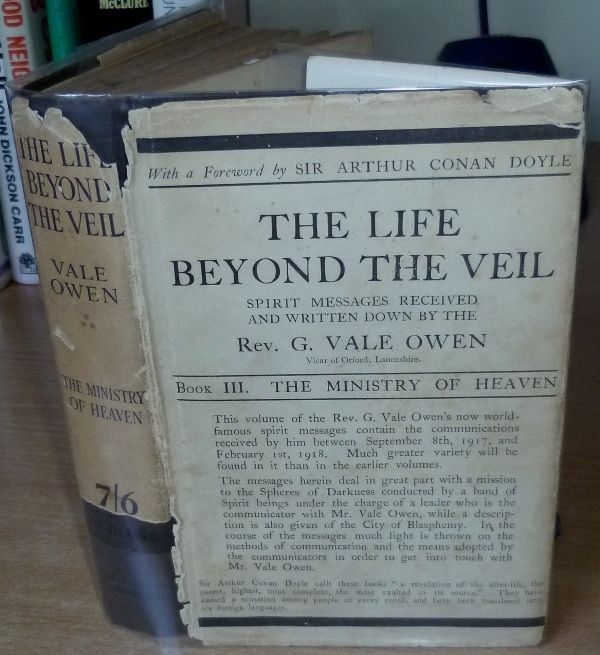 McCLURE
OD NEIG
JOHN DICKSON
CARR
THE LIFE
BEYOND
THE VEIL
VALE
OWEN
*
**
THE MINISTRY
OF HEAVEN
7/6
With a Foreword by SIR ARTHUR CONAN DOYLE
THE LIFE
BEYOND THE VEIL
SPIRIT MESSAGES RECEIVED
AND WRITTEN DOWN BY THE
Rev. G. VALE OWEN
Vicar of Orford, Lancashire.
Book III. THE MINISTRY OF HEAVEN
This volume of the Rev. G. Vale Owen's now world-
famous spirit messages contain the communications
received by him between September 8th, 1917, and
February 1st, 1918. Much greater variety will be
found in it than in the earlier volumes.
The messages herein deal in great part with a mission
to the Spheres of Darkness conducted by a band of
Spirit beings under the charge of a leader who is the
communicator with Mr. Vale Owen, while a descrip-
tion is also given of the City of Blasphemy. In the
course of the messages much light is thrown on the
methods of communication and the means adopted by
the communicators in order to get into touch with
Mr. Vale Owen.
Sir Arthur Conan Doyle calls these books "a revelation of the after-life, the
purest, highest, most complete, the most exalted in its source." They have
caused a sensation among people of every creed, and have been translated into
six foreign languages.